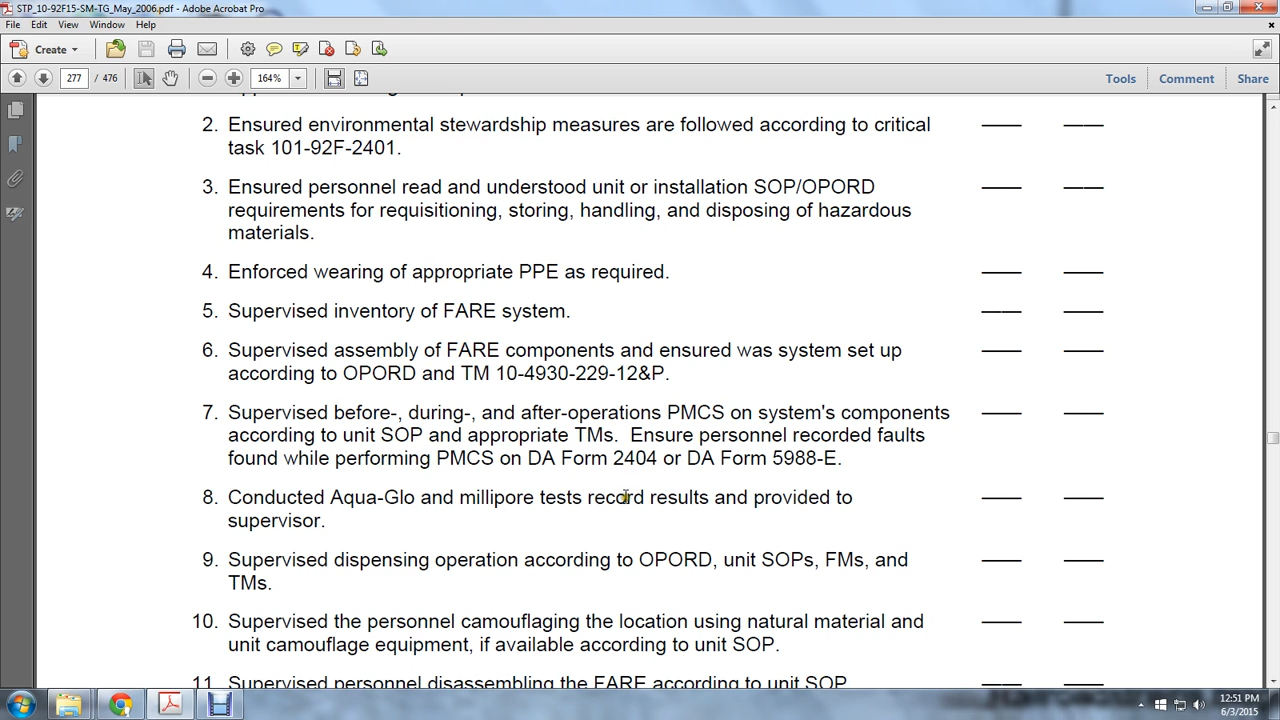 STP_10-92F15-SM-TG_May_2006.pdf - Adobe Acrobat Pro
File Edit View Window Help
Create
277 / 476 164% Tools Comment Share
2. Ensured environmental stewardship measures are followed according to critical
task 101-92F-2401.
3. Ensured personnel read and understood unit or installation SOP/OPORD
requirements for requisitioning, storing, handling, and disposing of hazardous
materials.
4. Enforced wearing of appropriate PPE as required.
5. Supervised inventory of FARE system.
6. Supervised assembly of FARE components and ensured was system set up
according to OPORD and TM 10-4930-229-12&P.
7. Supervised before-, during-, and after-operations PMCS on system's components
according to unit SOP and appropriate TMs. Ensure personnel recorded faults
found while performing PMCS on DA Form 2404 or DA Form 5988-E.
8. Conducted Aqua-Glo and millipore tests record results and provided to
supervisor.
9. Supervised dispensing operation according to OPORD, unit SOPs, FMs, and
TMs.
10. Supervised the personnel camouflaging the location using natural material and
unit camouflage equipment, if available according to unit SOP.
11. Supervised personnel disassembling the FARE according to unit SOP
12:51 PM
6/3/2015